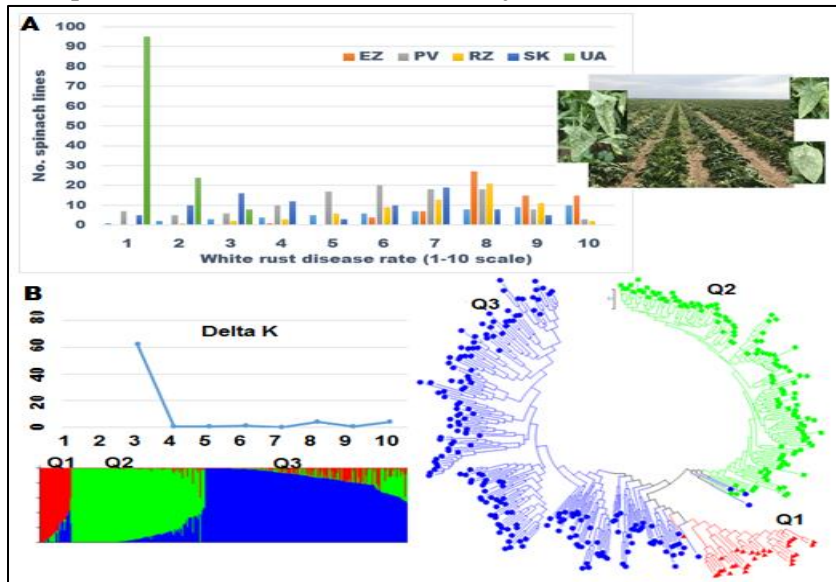 A
100
90
80
70
60
50
40
30
20
10
0
No. spinach lines
EZ PV RZ SK UA
1 2 3 4 5 6 7 8 9 10
White rust disease rate (1-10 scale)
B
80
60
40
20
0
Delta K
1 2 3 4 5 6 7 8 9 10
Q1 Q2 Q3
Q3
Q2
Q1